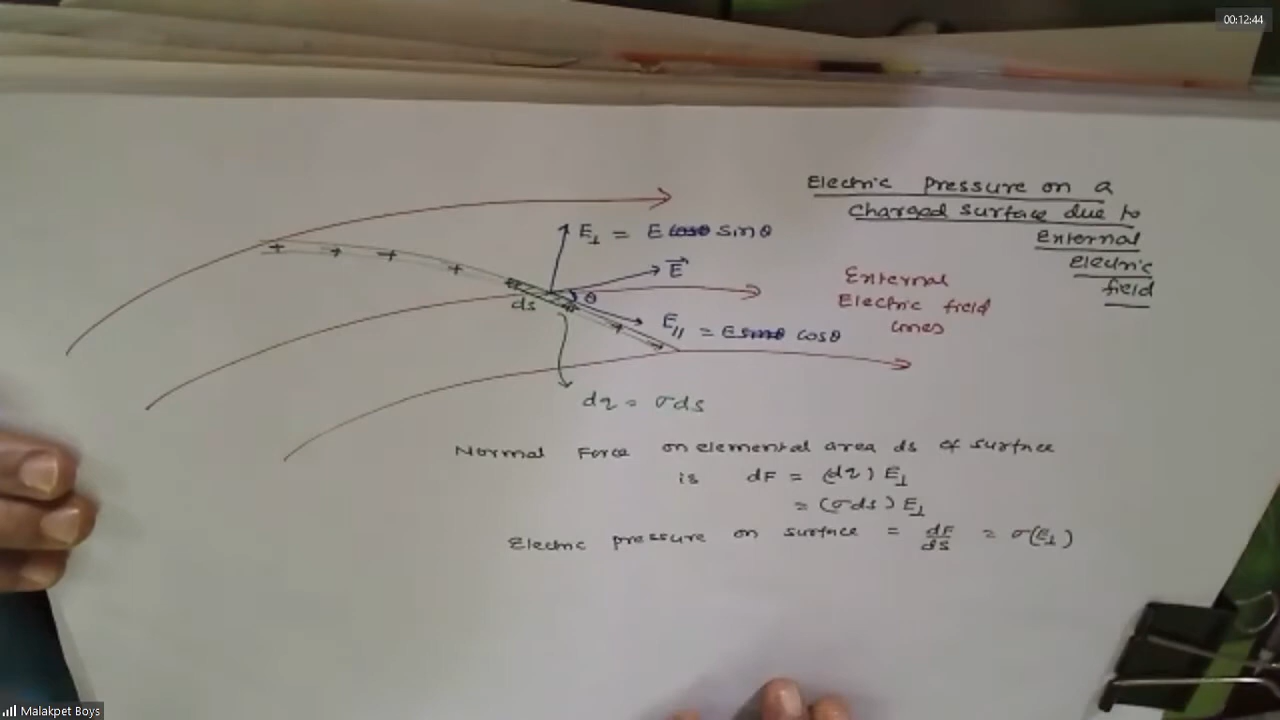 00:12:44
Electric Pressure on a
Charged surface due to
External
Electric
field
E⊥ = E cosθ sinθ
E⃗
External
Electric field
lines
θ
ds
E// = E sinθ cosθ
dq = σds
Normal Force on elemental area ds of surface
is dF = (dq) E⊥
= (σds) E⊥
Electric pressure on surface = dF/ds = σ(E⊥)
Malakpet Boys